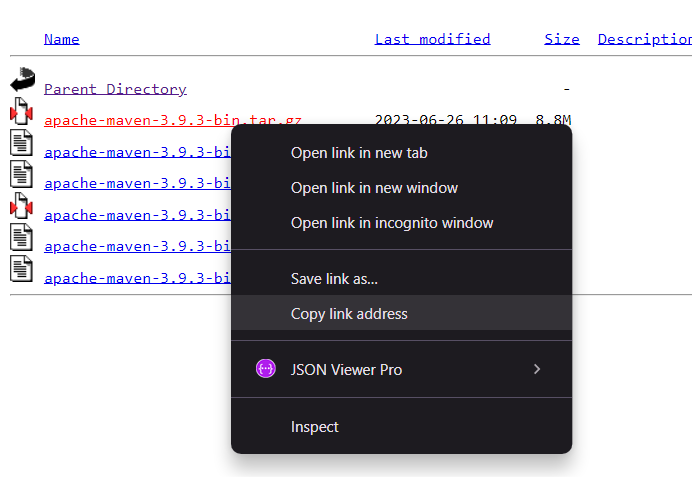 Name Last modified Size Description
Parent Directory -
apache-maven-3.9.3-bin.tar.gz 2023-06-26 11:09 8.8M
apache-maven-3.9.3-bi
apache-maven-3.9.3-bi
apache-maven-3.9.3-bi
apache-maven-3.9.3-bi
apache-maven-3.9.3-bi
Open link in new tab
Open link in new window
Open link in incognito window
Save link as...
Copy link address
JSON Viewer Pro
Inspect